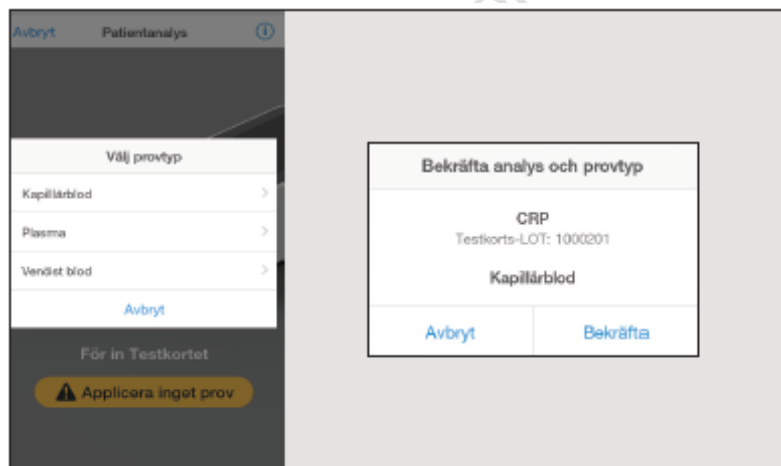 Avbryt Patientanalys
Välj provtyp
Kapillärblod
Plasma
Venöst blod
Avbryt
För in Testkortet
Applicera inget prov
Bekräfta analys och provtyp
CRP
Testkorts-LOT: 1000201
Kapillärblod
Avbryt Bekräfta